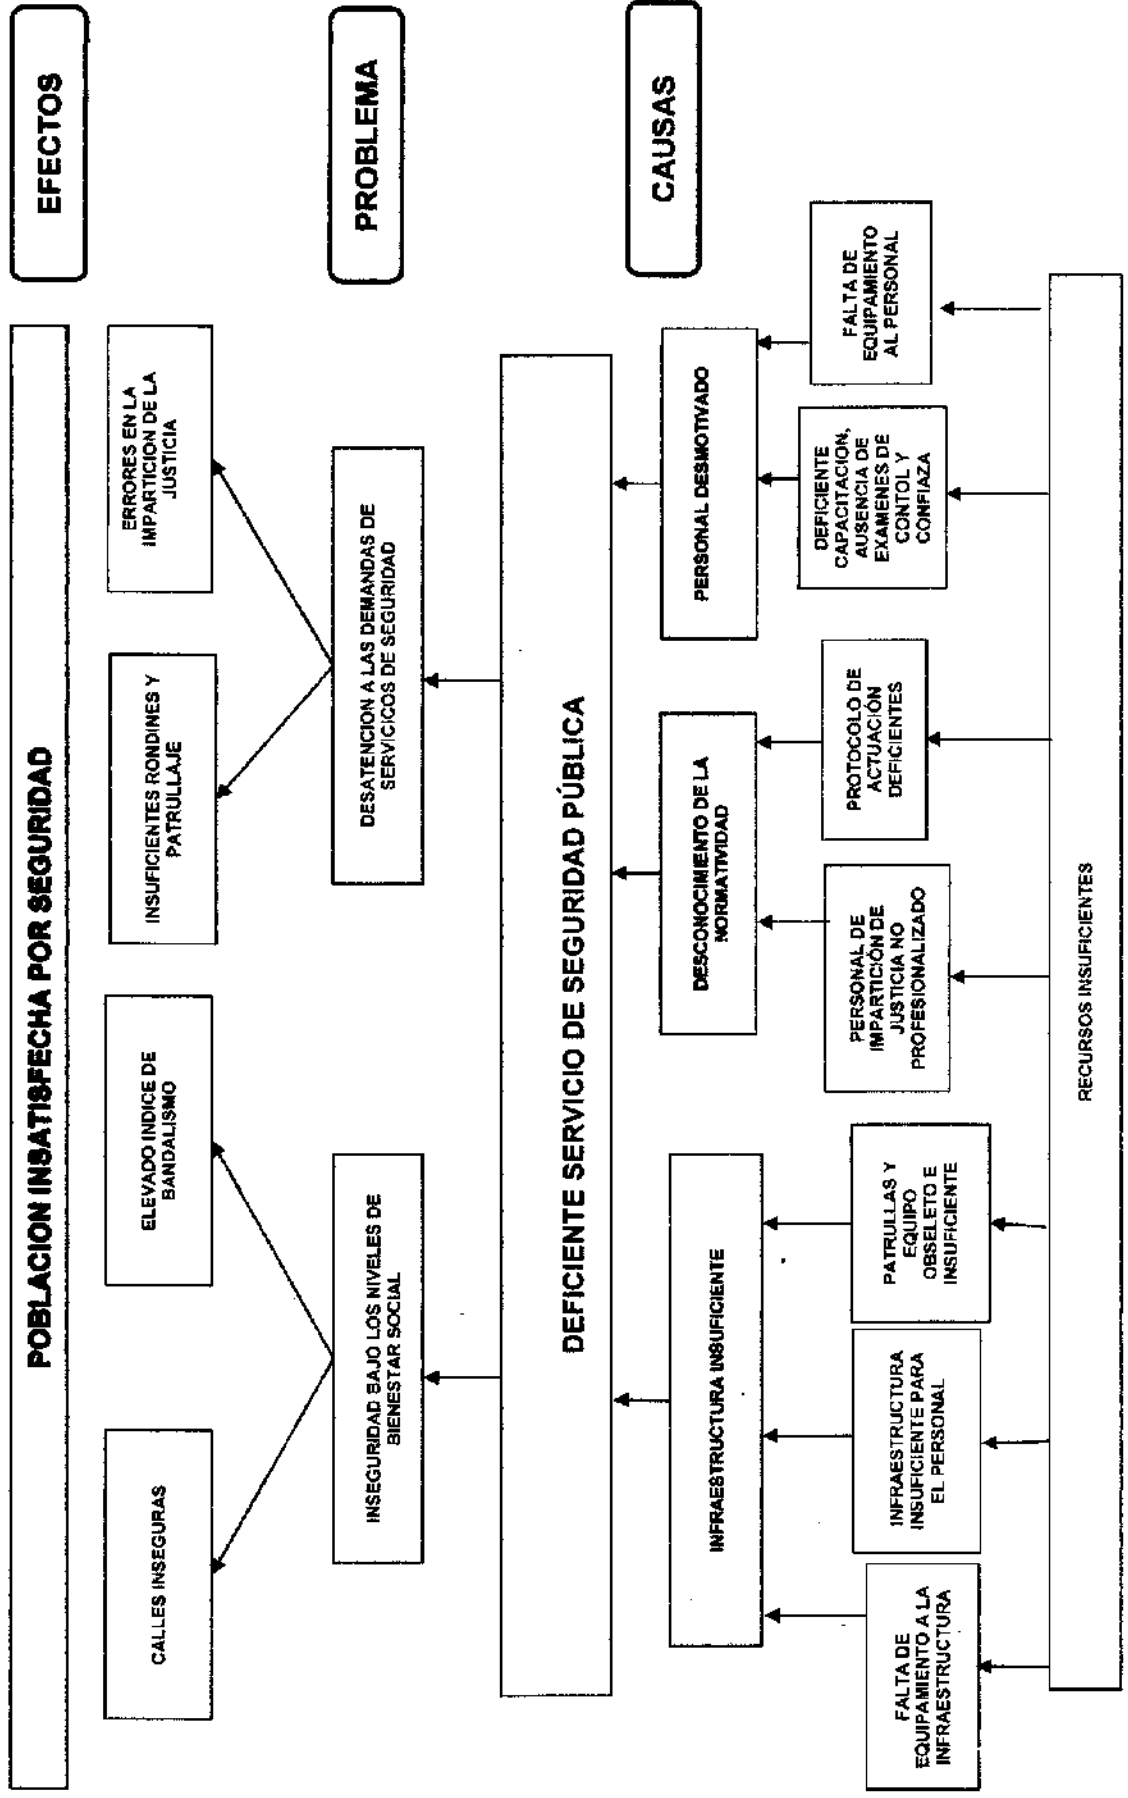 POBLACION INSATISFECHA POR SEGURIDAD
EFECTOS
CALLES INSEGURAS
ELEVADO INDICE DE
BANDALISMO
INSUFICIENTES RONDINES Y
PATRULLAJE
ERRORES EN LA
IMPARTICION DE LA
JUSTICIA
PROBLEMA
INSEGURIDAD BAJO LOS NIVELES DE
BIENESTAR SOCIAL
DESATENCION A LAS DEMANDAS DE
SERVICICOS DE SEGURIDAD
DEFICIENTE SERVICIO DE SEGURIDAD PÚBLICA
CAUSAS
INFRAESTRUCTURA INSUFICIENTE
DESCONOCIMIENTO DE LA
NORMATIVIDAD
PERSONAL DESMOTIVADO
FALTA DE
EQUIPAMIENTO A LA
INFRAESTRUCTURA
INFRAESTRUCTURA
INSUFICIENTE PARA
EL PERSONAL
PATRULLAS Y
EQUIPO
OBSELETO E
INSUFICIENTE
PERSONAL DE
IMPARTICIÓN DE
JUSTICIA NO
PROFESIONALIZADO
PROTOCOLO DE
ACTUACIÓN
DEFICIENTES
DEFICIENTE
CAPACITACION,
AUSENCIA DE
EXAMENES DE
CONTOL Y
CONFIAZA
FALTA DE
EQUIPAMIENTO
AL PERSONAL
RECURSOS INSUFICIENTES